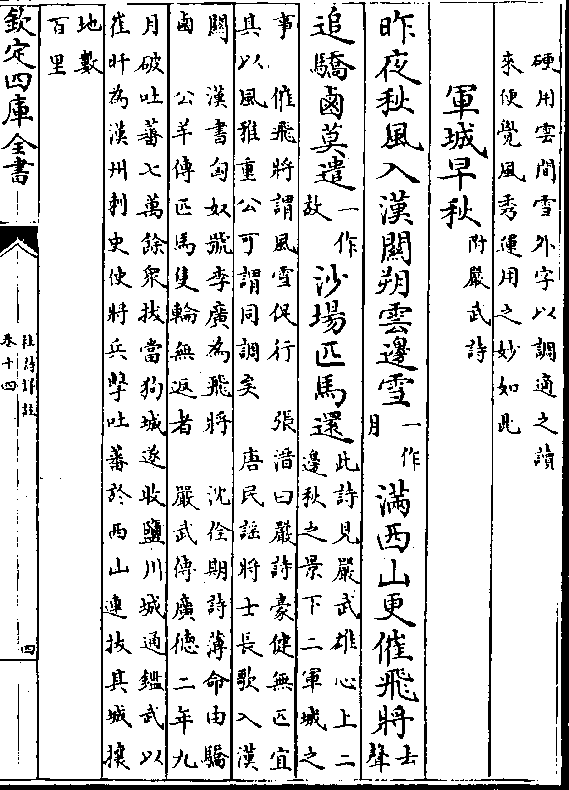 硬用雲間雪外字以調適之讀
來便覺風秀運用之妙如此
軍城早秋 附嚴武詩
昨夜秋風入漢關朔雲邊雪 一作月 滿西山更催飛將 士聲
追驕鹵莫遣 一作放 沙場匹馬還 此詩見嚴武雄心上二
邊秋之景下二軍城之
事 催飛將謂風雪促行 張溍曰嚴詩豪健無匹宜
其以風雅重公可謂同調矣 唐民謠將士長歌入漢
關 漢書匈奴號李廣為飛將 沈佺期詩薄命由驕
鹵 公羊傳匹馬隻輪無返者 嚴武傳廣德二年九
月破吐蕃七萬餘衆拔當狗城遂收鹽川城通鑑武以
崔旰為漢州刺史使將兵擊吐蕃於西山連拔其城攘
地數
百里
欽定四庫全書
杜詩詳註
卷十四
四